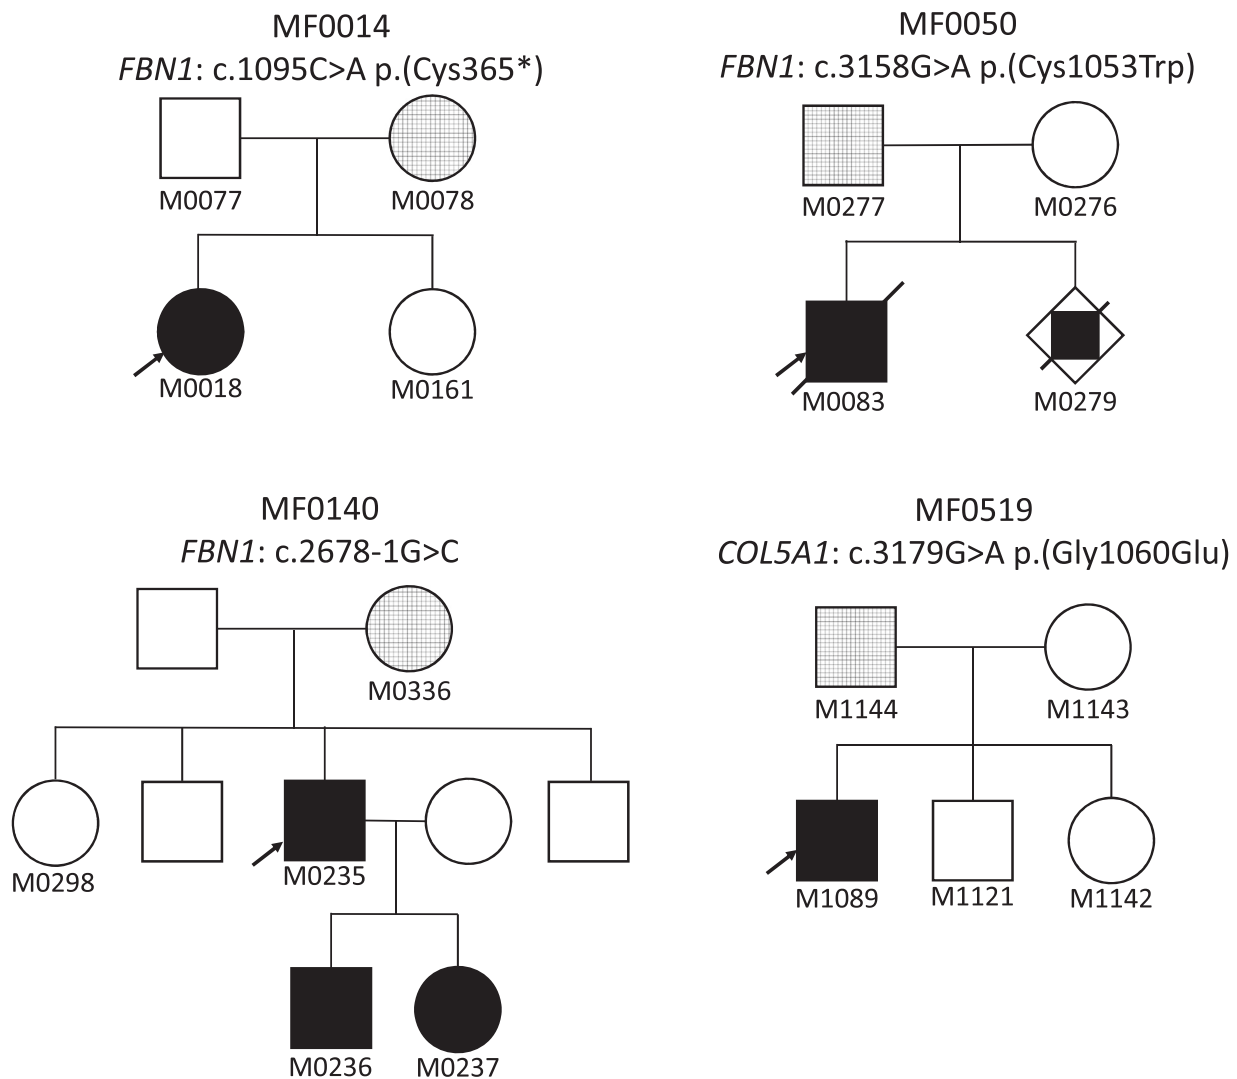 MF0014
FBN1: c.1095C>A p.(Cys365*)
M0077
M0078
M0018
M0161
MF0050
FBN1: c.3158G>A p.(Cys1053Trp)
M0277
M0276
M0083
M0279
MF0140
FBN1: c.2678-1G>C
M0336
M0298
M0235
M0236
M0237
MF0519
COL5A1: c.3179G>A p.(Gly1060Glu)
M1144
M1143
M1089
M1121
M1142